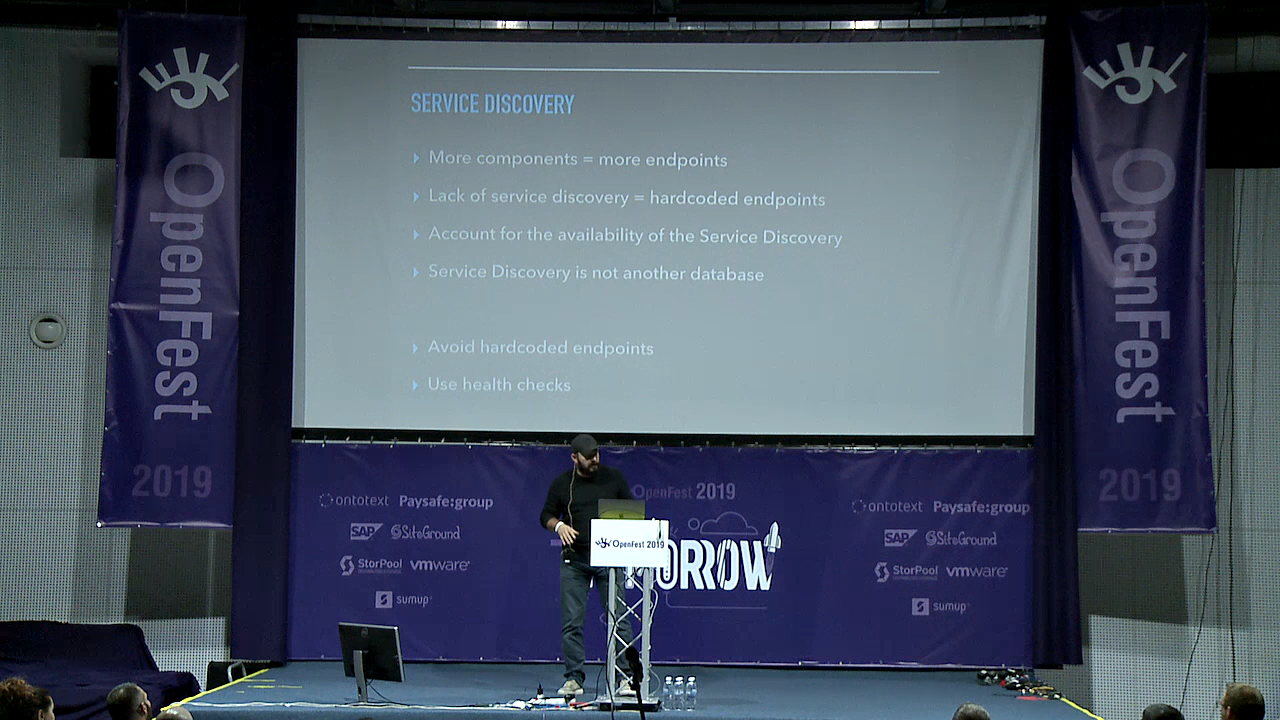 SERVICE DISCOVERY
More components = more endpoints
Lack of service discovery = hardcoded endpoints
Account for the availability of the Service Discovery
Service Discovery is not another database
Avoid hardcoded endpoints
Use health checks
OpenFest
2019
OpenFest
2019
ontotext Paysafe:group
SAP SiteGround
StorPool vmware
sumup
OpenFest 2019
ORROW
OpenFest 2019
ontotext Paysafe:group
SAP SiteGround
StorPool vmware
sumup